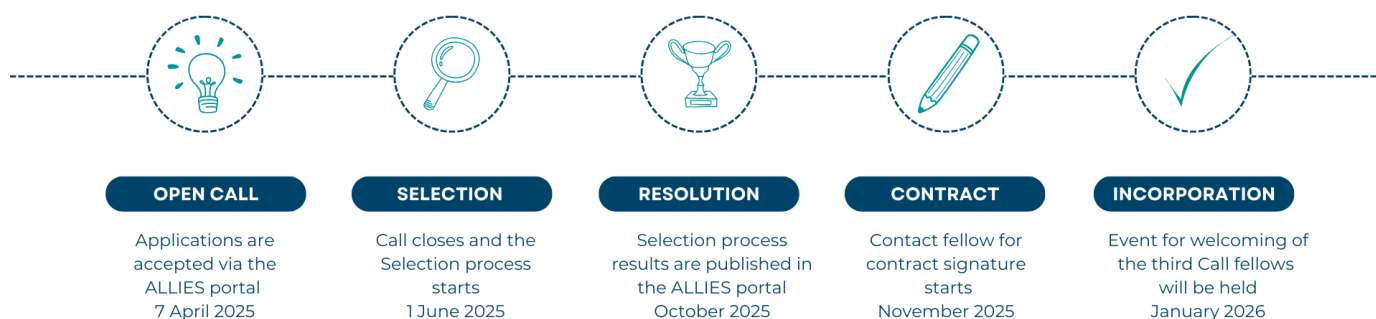 OPEN CALL
Applications are
accepted via the
ALLIES portal
7 April 2025
SELECTION
Call closes and the
Selection process
starts
1 June 2025
RESOLUTION
Selection process
results are published in
the ALLIES portal
October 2025
CONTRACT
Contact fellow for
contract signature
starts
November 2025
INCORPORATION
Event for welcoming of
the third Call fellows
will be held
January 2026